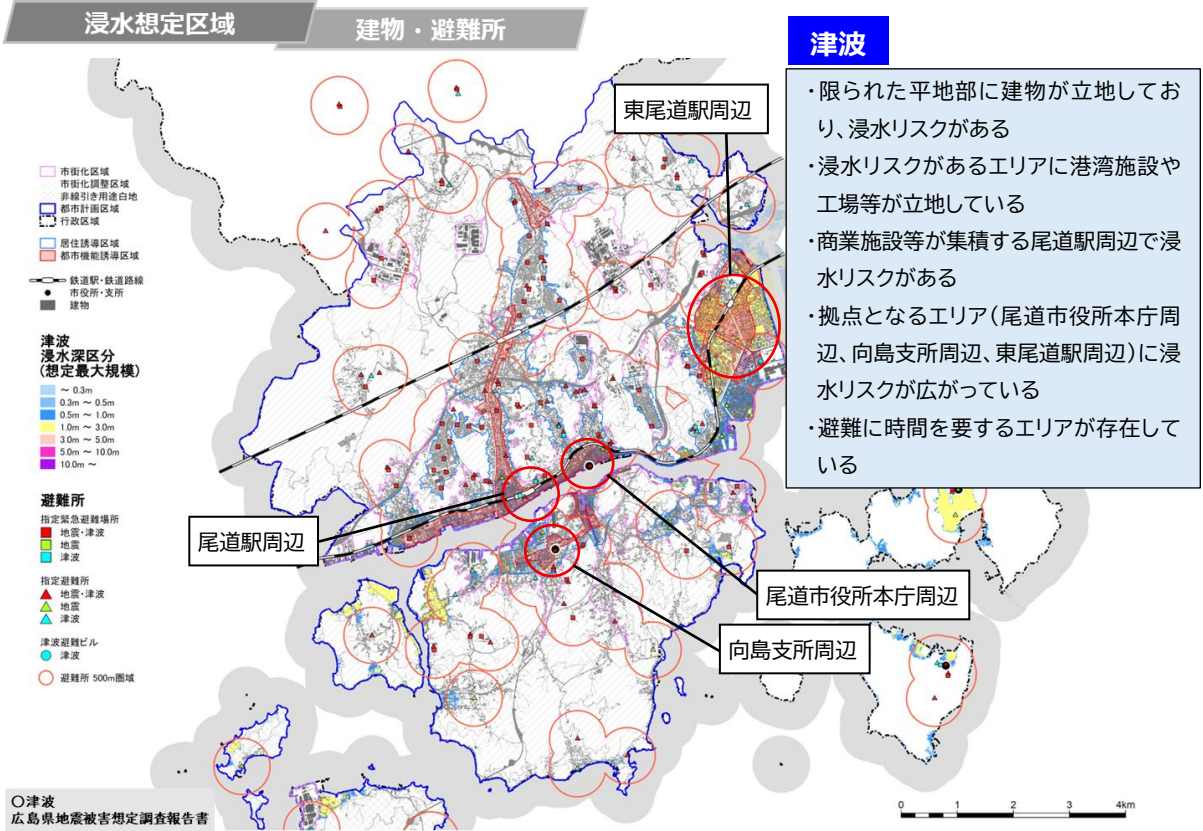 浸水想定区域
建物・避難所
津波
・限られた平地部に建物が立地してお
り、浸水リスクがある
・浸水リスクがあるエリアに港湾施設や
工場等が立地している
・商業施設等が集積する尾道駅周辺で浸
水リスクがある
・拠点となるエリア(尾道市役所本庁周
辺、向島支所周辺、東尾道駅周辺)に浸
水リスクが広がっている
・避難に時間を要するエリアが存在して
いる
東尾道駅周辺
市街化区域
市街化調整区域
非線引き用途白地
都市計画区域
行政区域
居住誘導区域
都市機能誘導区域
鉄道駅・鉄道路線
市役所・支所
建物
津波
浸水深区分
(想定最大規模)
～ 0.3m
0.3m ～ 0.5m
0.5m ～ 1.0m
1.0m ～ 3.0m
3.0m ～ 5.0m
5.0m ～ 10.0m
10.0m ～
避難所
指定緊急避難場所
地震・津波
地震
津波
指定避難所
地震・津波
地震
津波
津波避難ビル
津波
避難所 500m圏域
尾道駅周辺
尾道市役所本庁周辺
向島支所周辺
〇津波
広島県地震被害想定調査報告書
0 1 2 3 4km